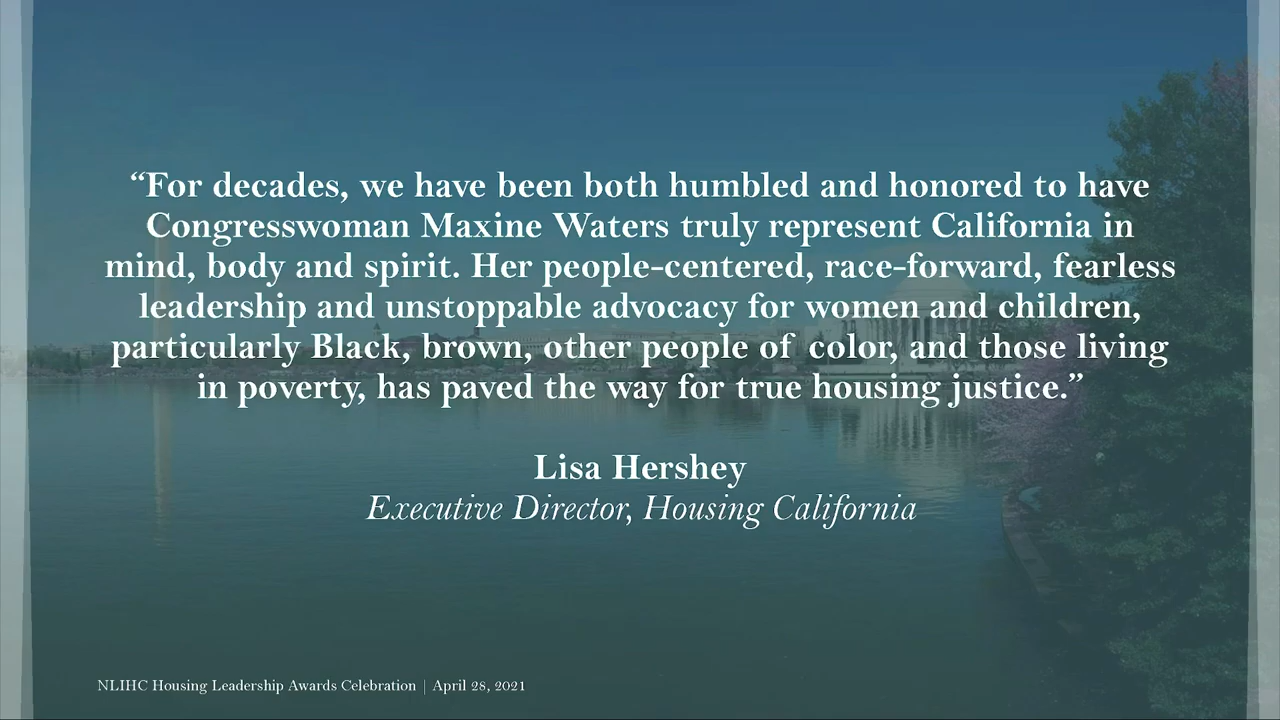 “For decades, we have been both humbled and honored to have
Congresswoman Maxine Waters truly represent California in
mind, body and spirit. Her people-centered, race-forward, fearless
leadership and unstoppable advocacy for women and children,
particularly Black, brown, other people of color, and those living
in poverty, has paved the way for true housing justice.”
Lisa Hershey
Executive Director, Housing California
NLIHC Housing Leadership Awards Celebration | April 28, 2021